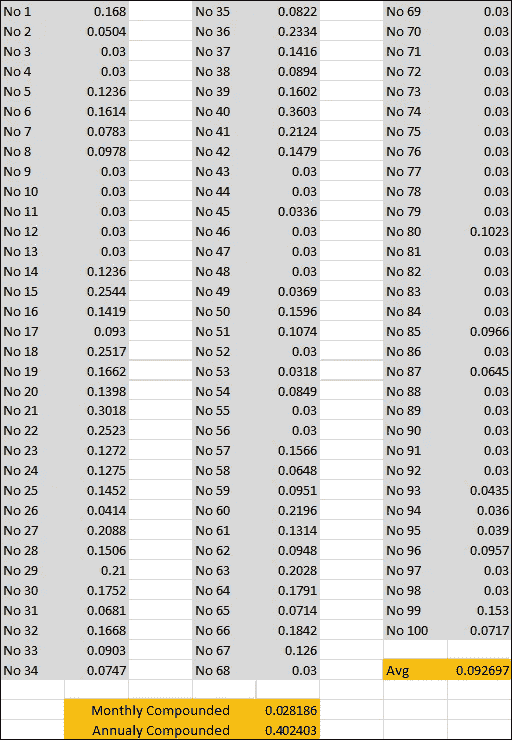 No 1 0.168 No 35 0.0822 No 69 0.03
No 2 0.0504 No 36 0.2334 No 70 0.03
No 3 0.03 No 37 0.1416 No 71 0.03
No 4 0.03 No 38 0.0894 No 72 0.03
No 5 0.1236 No 39 0.1602 No 73 0.03
No 6 0.1614 No 40 0.3603 No 74 0.03
No 7 0.0783 No 41 0.2124 No 75 0.03
No 8 0.0978 No 42 0.1479 No 76 0.03
No 9 0.03 No 43 0.03 No 77 0.03
No 10 0.03 No 44 0.03 No 78 0.03
No 11 0.03 No 45 0.0336 No 79 0.03
No 12 0.03 No 46 0.03 No 80 0.1023
No 13 0.03 No 47 0.03 No 81 0.03
No 14 0.1236 No 48 0.03 No 82 0.03
No 15 0.2544 No 49 0.0369 No 83 0.03
No 16 0.1419 No 50 0.1596 No 84 0.03
No 17 0.093 No 51 0.1074 No 85 0.0966
No 18 0.2517 No 52 0.03 No 86 0.03
No 19 0.1662 No 53 0.0318 No 87 0.0645
No 20 0.1398 No 54 0.0849 No 88 0.03
No 21 0.3018 No 55 0.03 No 89 0.03
No 22 0.2523 No 56 0.03 No 90 0.03
No 23 0.1272 No 57 0.1566 No 91 0.03
No 24 0.1275 No 58 0.0648 No 92 0.03
No 25 0.1452 No 59 0.0951 No 93 0.0435
No 26 0.0414 No 60 0.2196 No 94 0.036
No 27 0.2088 No 61 0.1314 No 95 0.039
No 28 0.1506 No 62 0.0948 No 96 0.0957
No 29 0.21 No 63 0.2028 No 97 0.03
No 30 0.1752 No 64 0.1791 No 98 0.03
No 31 0.0681 No 65 0.0714 No 99 0.153
No 32 0.1668 No 66 0.1842 No 100 0.0717
No 33 0.0903 No 67 0.126
No 34 0.0747 No 68 0.03 Avg 0.092697
Monthly Compounded 0.028186
Annualy Compounded 0.402403